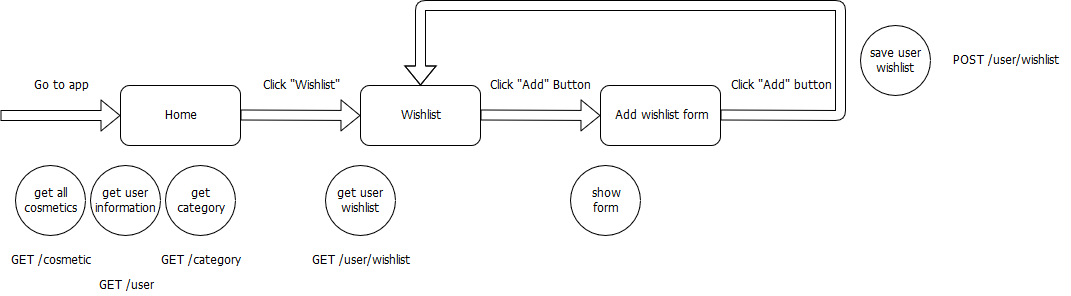 save user
wishlist
POST /user/wishlist
Go to app
Click "Wishlist"
Click "Add" Button
Click "Add" button
Home
Wishlist
Add wishlist form
get all
cosmetics
get user
information
get
category
get user
wishlist
show
form
GET /cosmetic
GET /category
GET /user/wishlist
GET /user